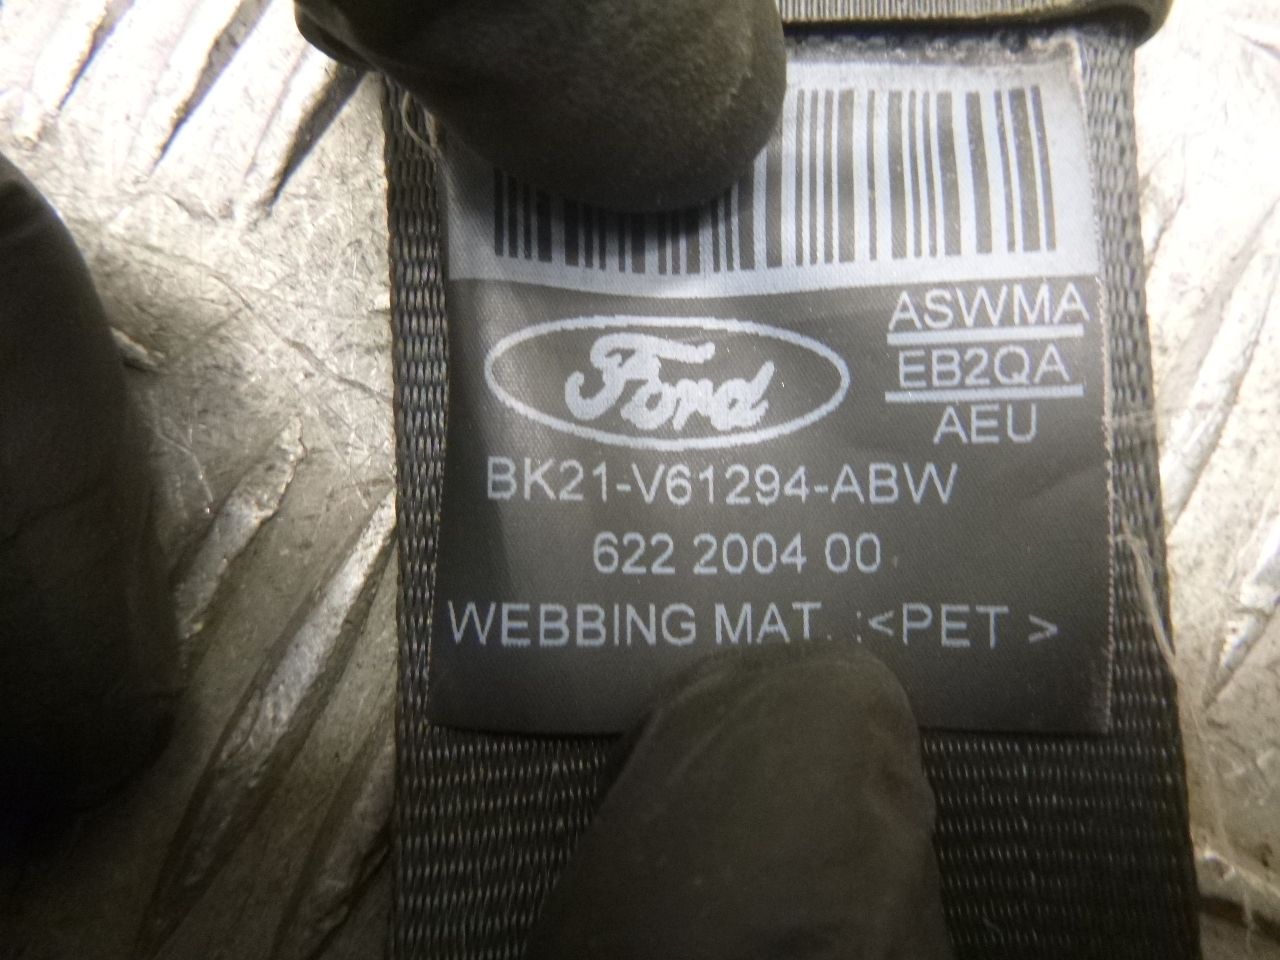 ASWMA
EB2QA
AEU
Ford
BK21-V61294-ABW
622 2004 00
WEBBING MAT. :<PET >